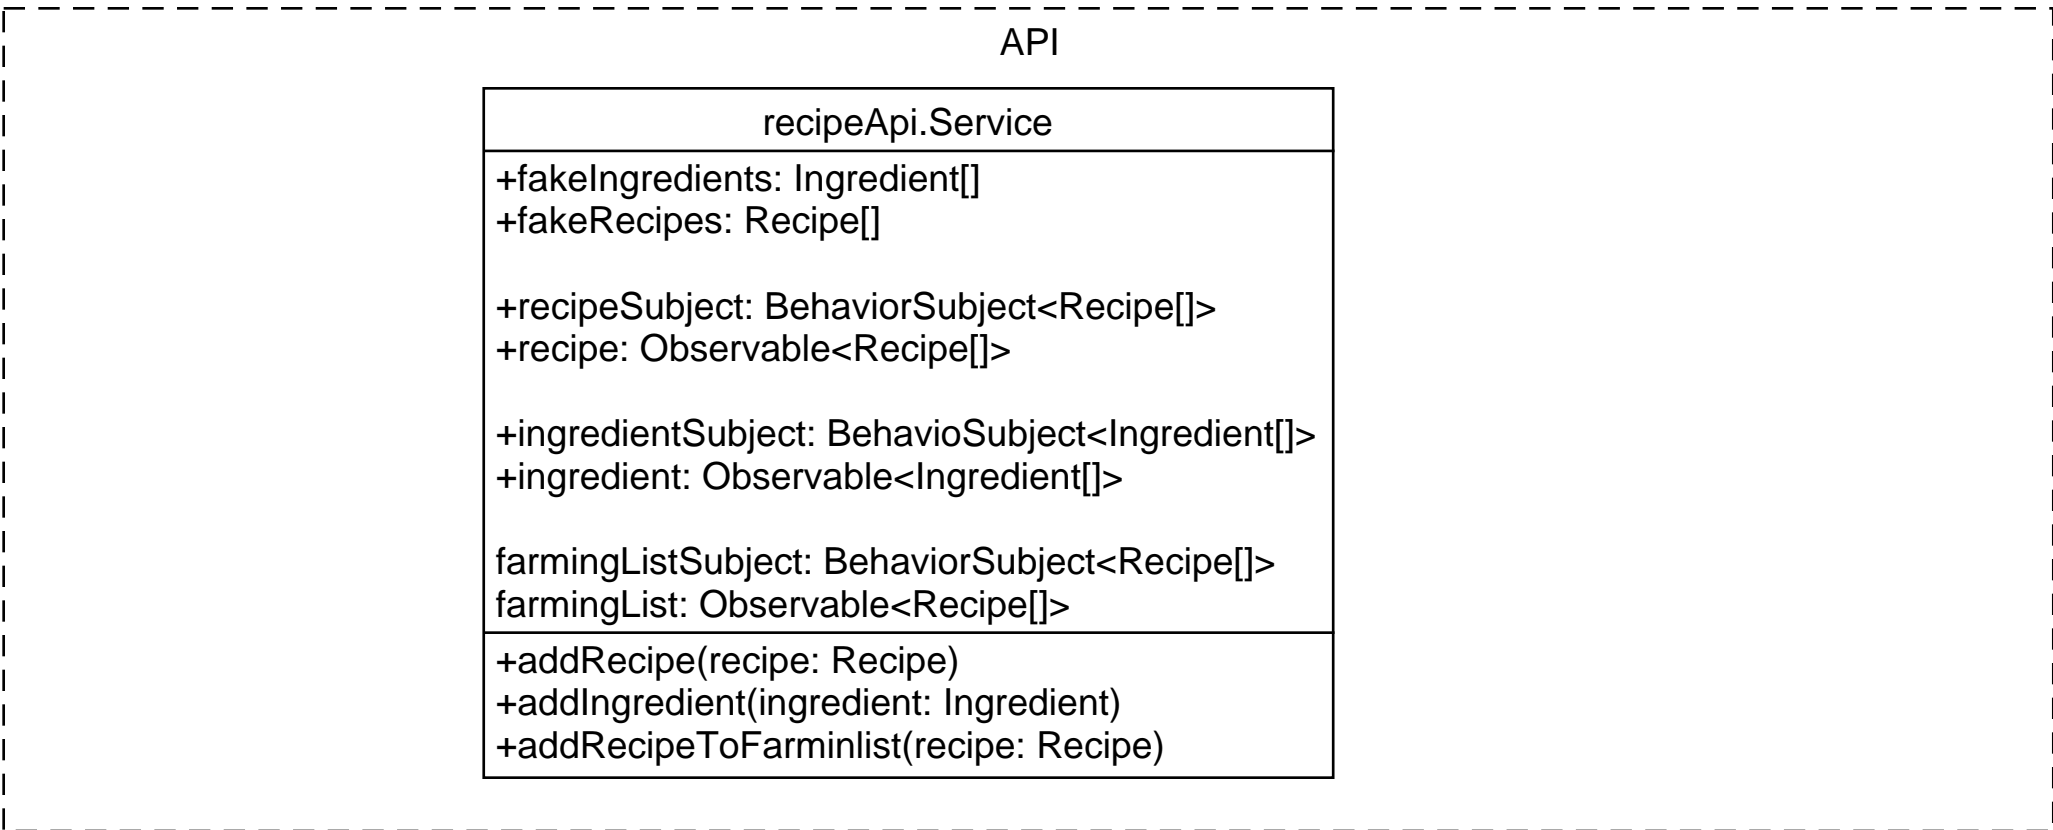 API
recipeApi.Service
+fakeIngredients: Ingredient[]
+fakeRecipes: Recipe[]
+recipeSubject: BehaviorSubject<Recipe[]>
+recipe: Observable<Recipe[]>
+ingredientSubject: BehavioSubject<Ingredient[]>
+ingredient: Observable<Ingredient[]>
farmingListSubject: BehaviorSubject<Recipe[]>
farmingList: Observable<Recipe[]>
+addRecipe(recipe: Recipe)
+addIngredient(ingredient: Ingredient)
+addRecipeToFarminlist(recipe: Recipe)